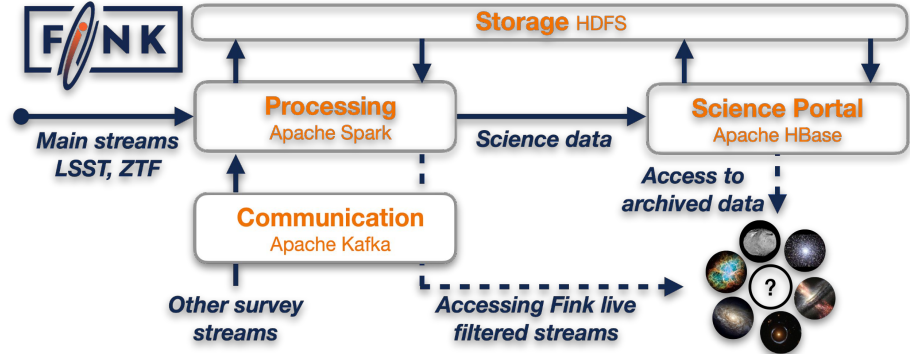 FINK
Storage HDFS
Processing
Apache Spark
Science Portal
Apache HBase
Main streams
LSST, ZTF
Science data
Access to
archived data
Communication
Apache Kafka
?
Other survey
streams
Accessing Fink live
filtered streams